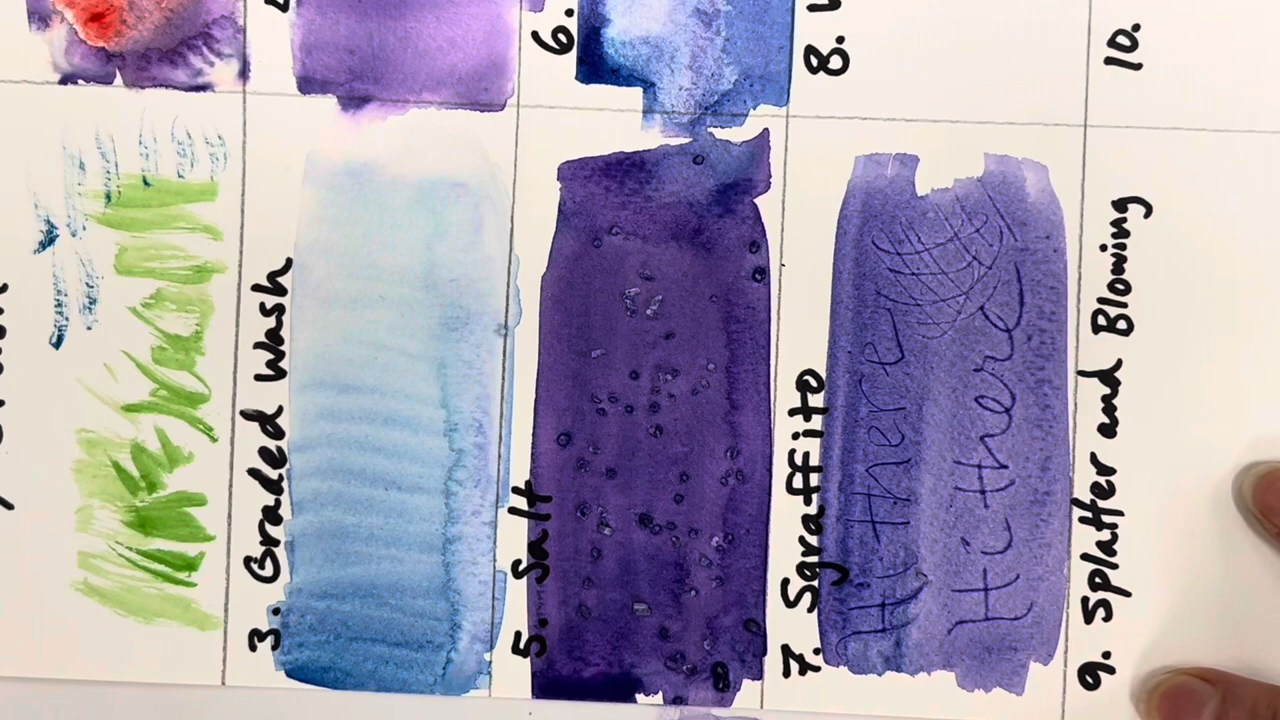 3. Graded Wash
5. Salt
7. Sgraffito
Hi there
Hi there
9. Splatter and Blowing
6.
8.
10.